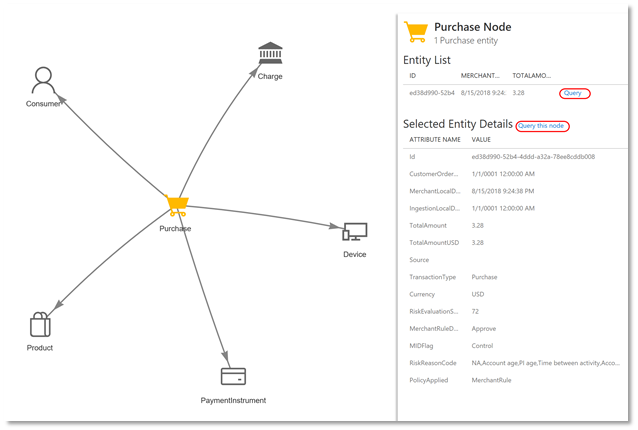 Charge
Consumer
Purchase
Device
Product
PaymentInstrument
Purchase Node
1 Purchase entity
Entity List
ID MERCHANT... TOTALAMO...
ed38d990-52b4 8/15/2018 9:24: 3.28 Query
Selected Entity Details Query this node
ATTRIBUTE NAME VALUE
Id ed38d990-52b4-4ddd-a32a-78ee8cddb008
CustomerOrder... 1/1/0001 12:00:00 AM
MerchantLocalD... 8/15/2018 9:24:38 PM
IngestionLocalD... 1/1/0001 12:00:00 AM
TotalAmount 3.28
TotalAmountUSD 3.28
Source
TransactionType Purchase
Currency USD
RiskEvaluationS... 72
MerchantRuleD... Approve
MIDFlag Control
RiskReasonCode NA,Account age,PI age,Time between activity,Acco...
PolicyApplied MerchantRule